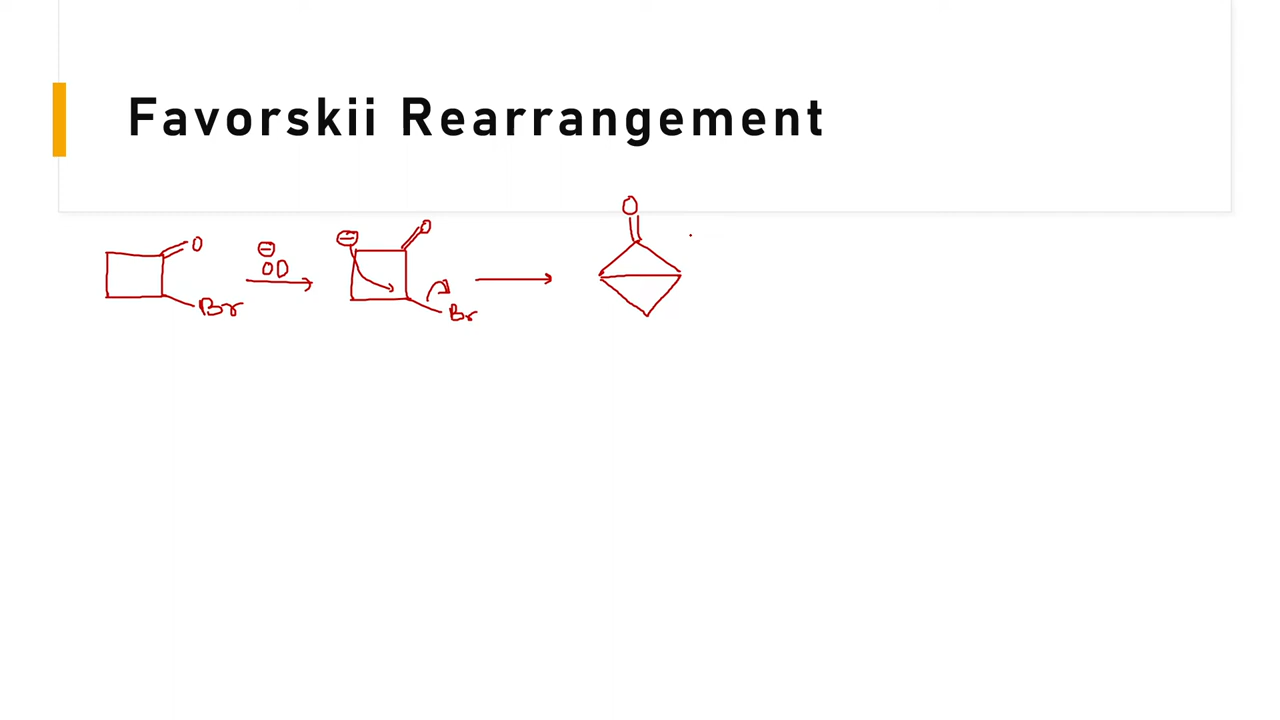 Favorskii Rearrangement
O
⊖ ⊖ O
O OD
Br Br